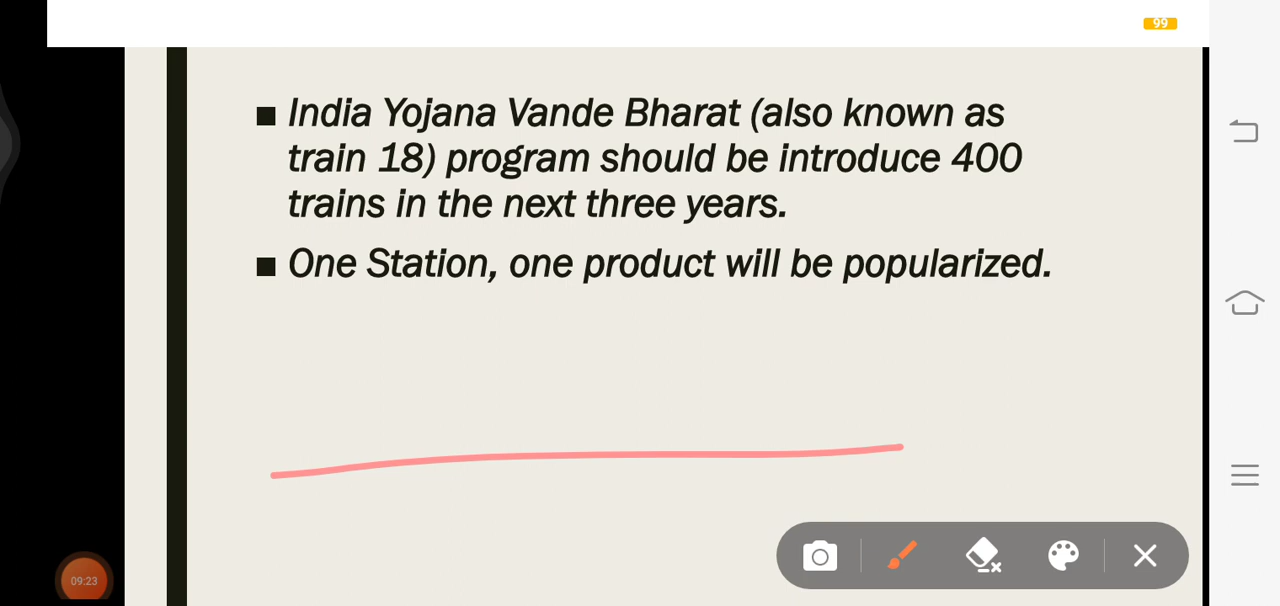 99
■ India Yojana Vande Bharat (also known as
train 18) program should be introduce 400
trains in the next three years.
■ One Station, one product will be popularized.
09:23